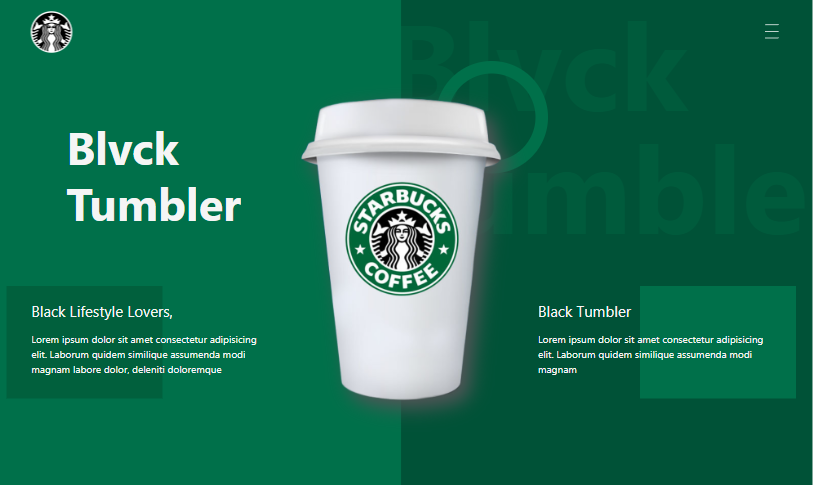 Blvck
Tumbler
Blvck
umble
STARBUCKS
COFFEE
Black Lifestyle Lovers,
Lorem ipsum dolor sit amet consectetur adipisicing
elit. Laborum quidem similique assumenda modi
magnam labore dolor, deleniti doloremque
Black Tumbler
Lorem ipsum dolor sit amet consectetur adipisicing
elit. Laborum quidem similique assumenda modi
magnam